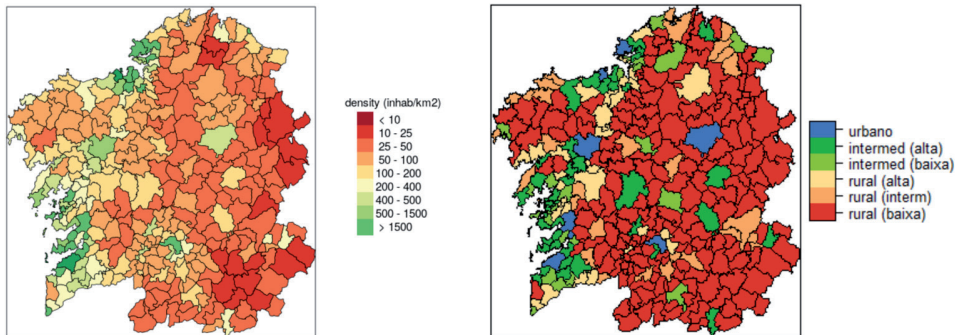 density (inhab/km2)
< 10
10 - 25
25 - 50
50 - 100
100 - 200
200 - 400
400 - 500
500 - 1500
> 1500
urbano
intermed (alta)
intermed (baixa)
rural (alta)
rural (interm)
rural (baixa)